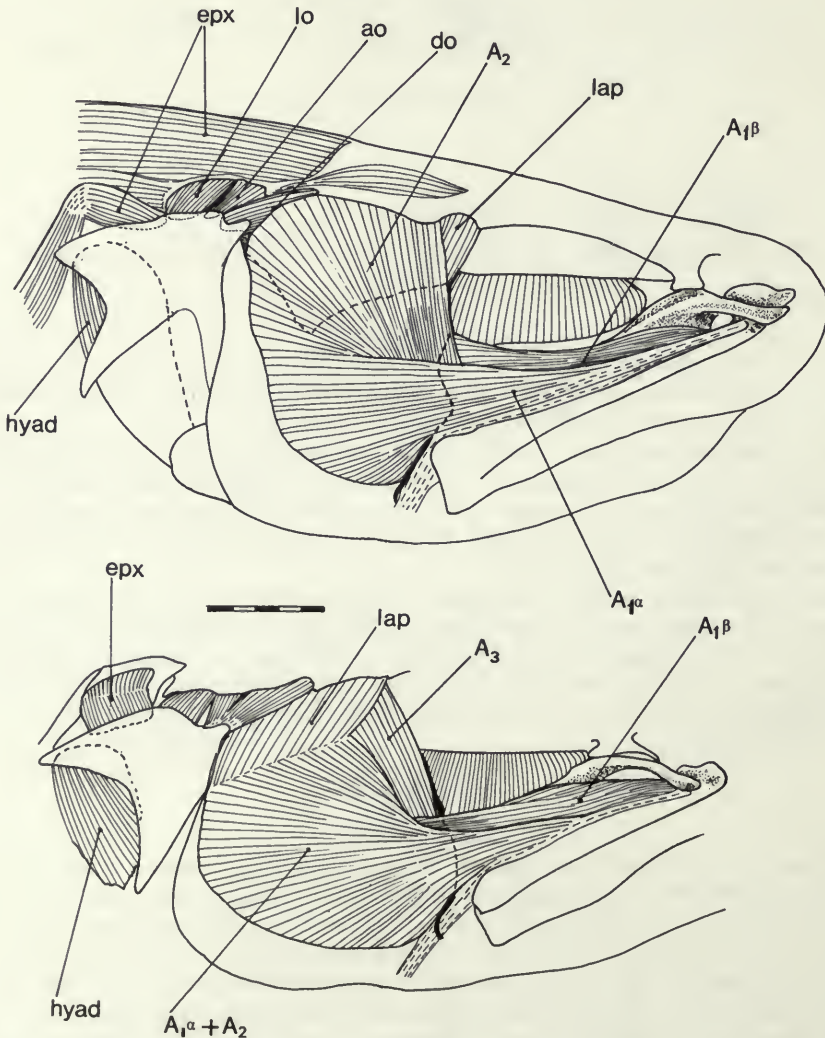 epx
lo
ao
do
A₂
lap
A₁β
hyad
A₁α
epx
lap
A₃
A₁β
hyad
A₁α + A₂